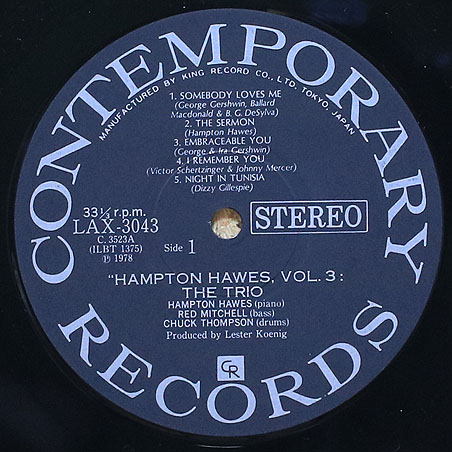 CONTEMPORARY
MANUFACTURED BY KING RECORD CO., LTD. TOKYO, JAPAN
1. SOMEBODY LOVES ME
(George Gershwin, Ballard
Macdonald & B. G. DeSylva)
2. THE SERMON
(Hampton Hawes)
3. EMBRACEABLE YOU
(George & Ira Gershwin)
4. I REMEMBER YOU
(Victor Schertzinger & Johnny Mercer)
5. NIGHT IN TUNISIA
(Dizzy Gillespie)
33⅓ r.p.m.
LAX-3043
C. 3523A
(ILBT 1375)
Ⓟ 1978
Side 1
STEREO
"HAMPTON HAWES, VOL. 3:
THE TRIO
HAMPTON HAWES (piano)
RED MITCHELL (bass)
CHUCK THOMPSON (drums)
Produced by Lester Koenig
CR
RECORDS